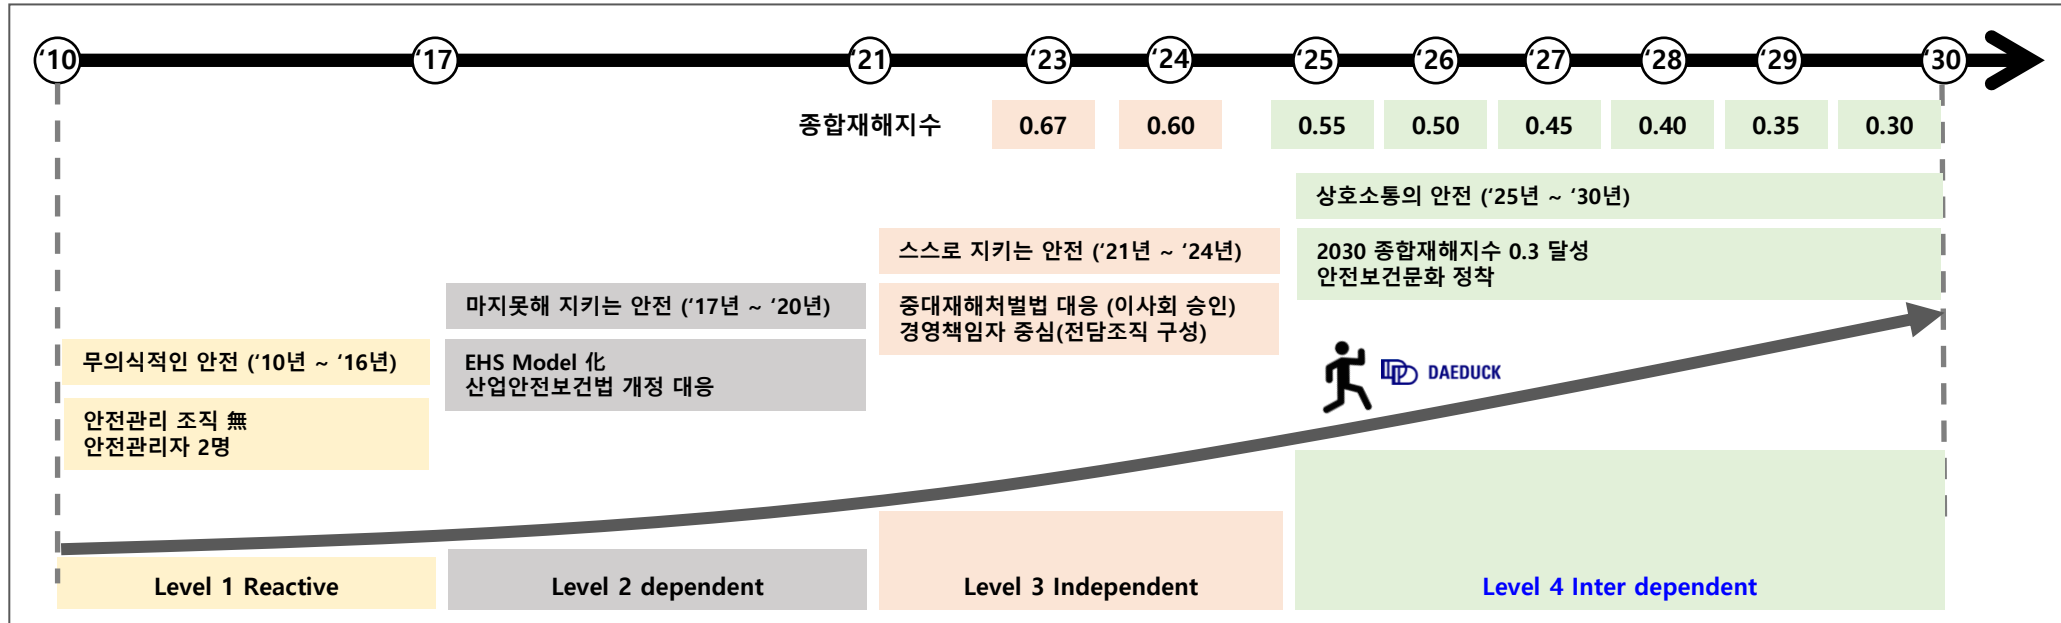 ‘10
‘17
‘21
‘23
‘24
‘25
‘26
‘27
‘28
‘29
‘30
종합재해지수
0.67
0.60
0.55
0.50
0.45
0.40
0.35
0.30
상호소통의 안전 (‘25년 ~ ‘30년)
2030 종합재해지수 0.3 달성
안전보건문화 정착
스스로 지키는 안전 (‘21년 ~ ‘24년)
중대재해처벌법 대응 (이사회 승인)
경영책임자 중심(전담조직 구성)
마지못해 지키는 안전 (‘17년 ~ ‘20년)
EHS Model 化
산업안전보건법 개정 대응
무의식적인 안전 (‘10년 ~ ‘16년)
안전관리 조직 無
안전관리자 2명
DAEDUCK
Level 1 Reactive
Level 2 dependent
Level 3 Independent
Level 4 Inter dependent